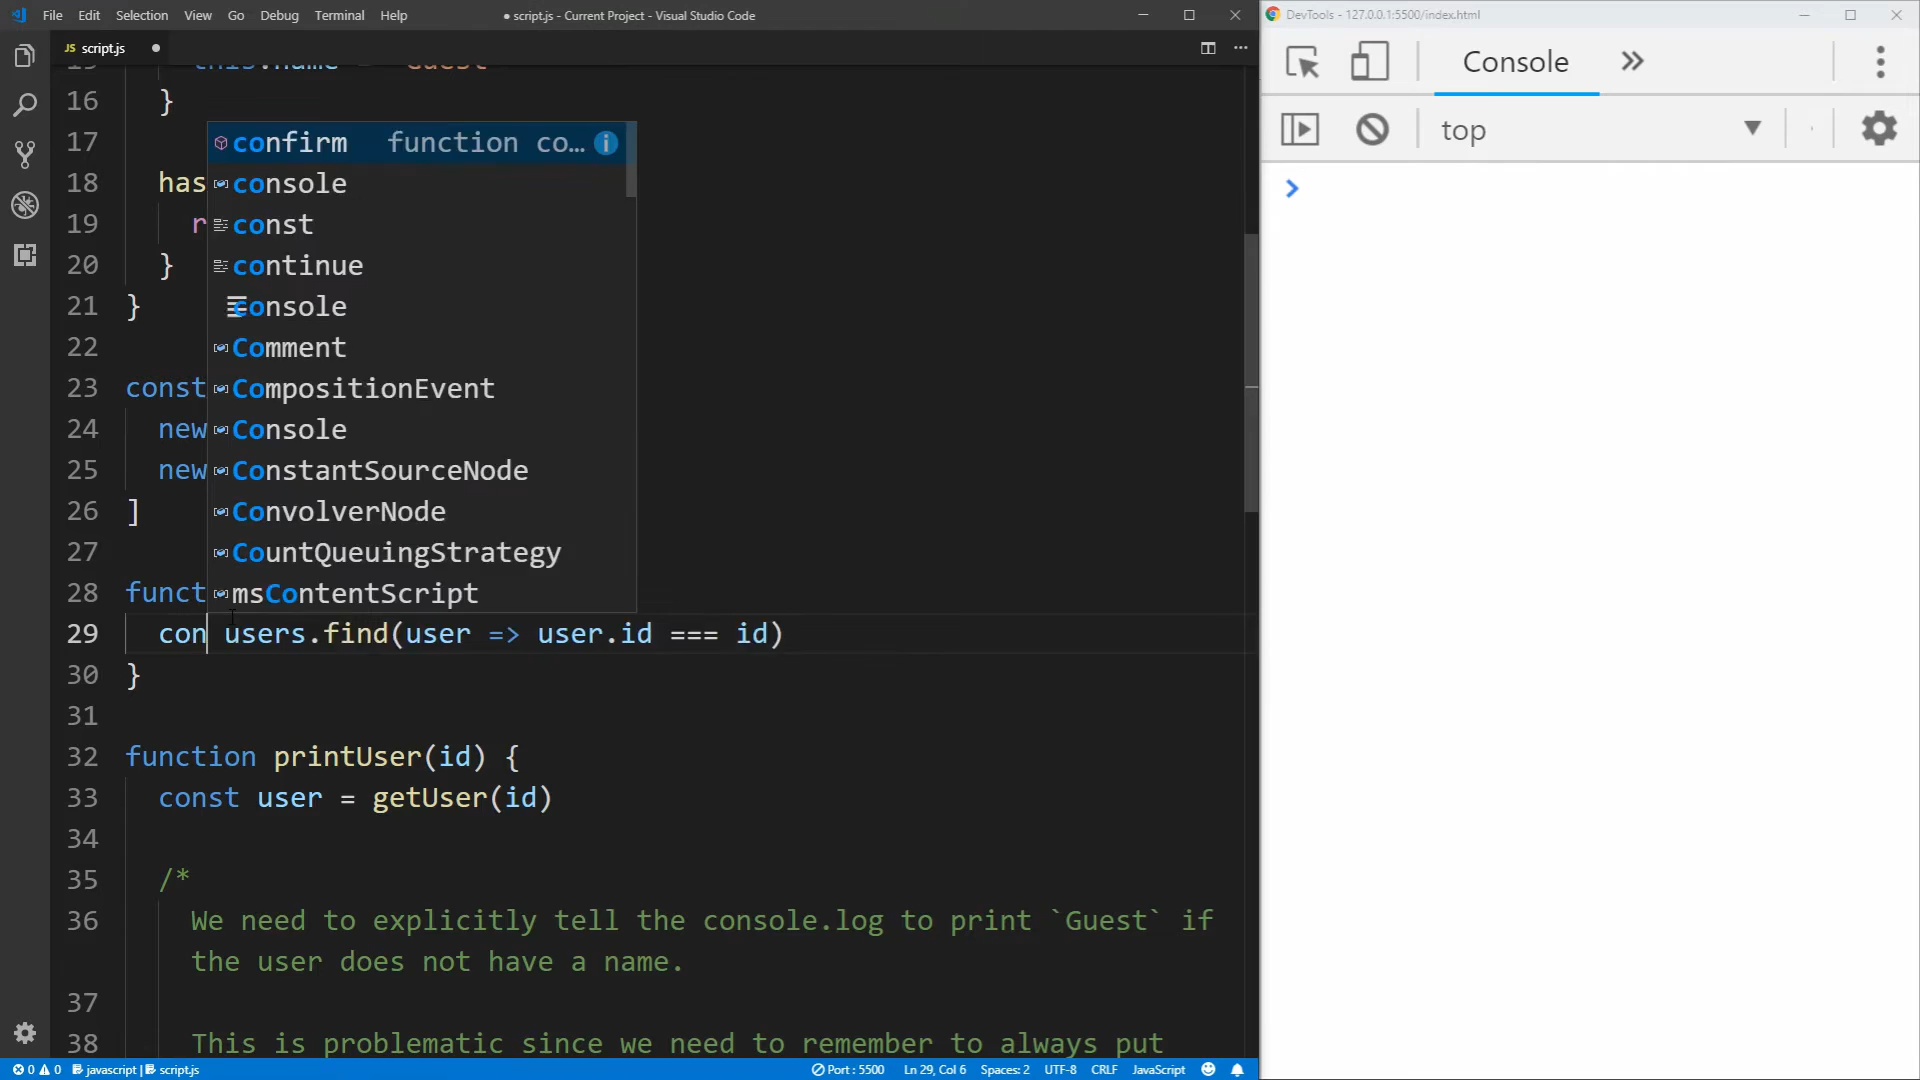 File Edit Selection View Go Debug Terminal Help
● script.js - Current Project - Visual Studio Code
DevTools - 127.0.0.1:5500/index.html
JS script.js
Console
top
16 }
17
18 has
19 r
20 }
21 }
22
23 const
24 new
25 new
26 ]
27
28 funct
confirm function co...
console
const
continue
console
Comment
CompositionEvent
Console
ConstantSourceNode
ConvolverNode
CountQueuingStrategy
msContentScript
29 con users.find(user => user.id === id)
30 }
31
32 function printUser(id) {
33 const user = getUser(id)
34
35 /*
36 We need to explicitly tell the console.log to print `Guest` if
the user does not have a name.
37
38 This is problematic since we need to remember to always put
0 0 javascript | script.js
Port : 5500 Ln 29, Col 6 Spaces: 2 UTF-8 CRLF JavaScript